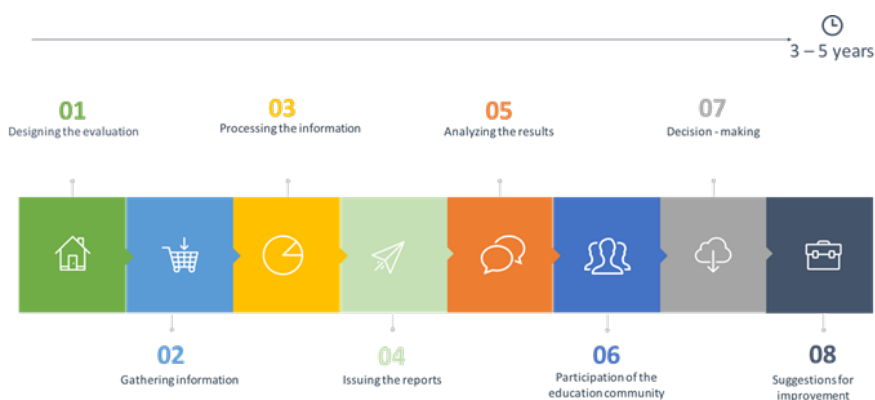 3 – 5 years
01
Designing the evaluation
03
Processing the information
05
Analyzing the results
07
Decision - making
02
Gathering information
04
Issuing the reports
06
Participation of the
education community
08
Suggestions for
improvement